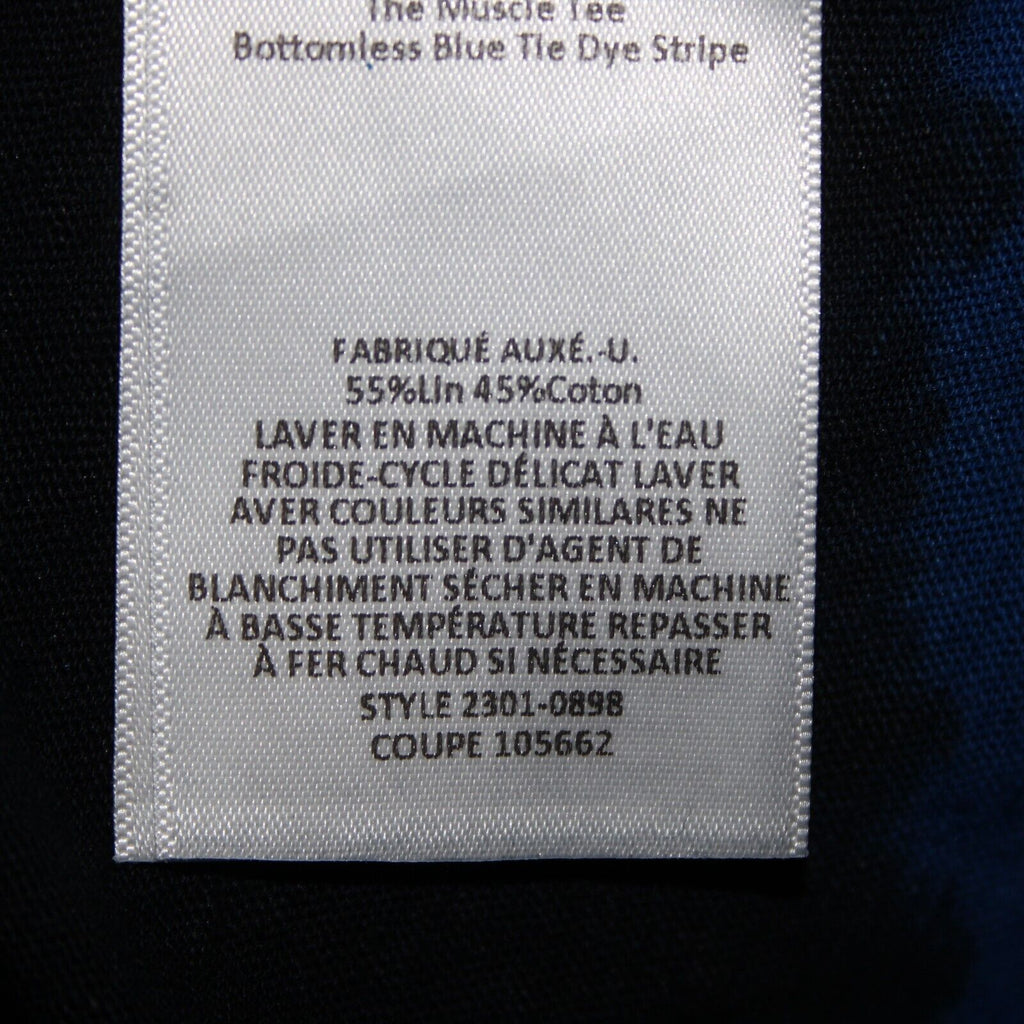 The Muscle Tee
Bottomless Blue Tie Dye Stripe
FABRIQUÉ AUXÉ.-U.
55%Lin 45%Coton
LAVER EN MACHINE À L'EAU
FROIDE-CYCLE DÉLICAT LAVER
AVER COULEURS SIMILARES NE
PAS UTILISER D'AGENT DE
BLANCHIMENT SÉCHER EN MACHINE
À BASSE TEMPÉRATURE REPASSER
À FER CHAUD SI NÉCESSAIRE
STYLE 2301-0898
COUPE 105662